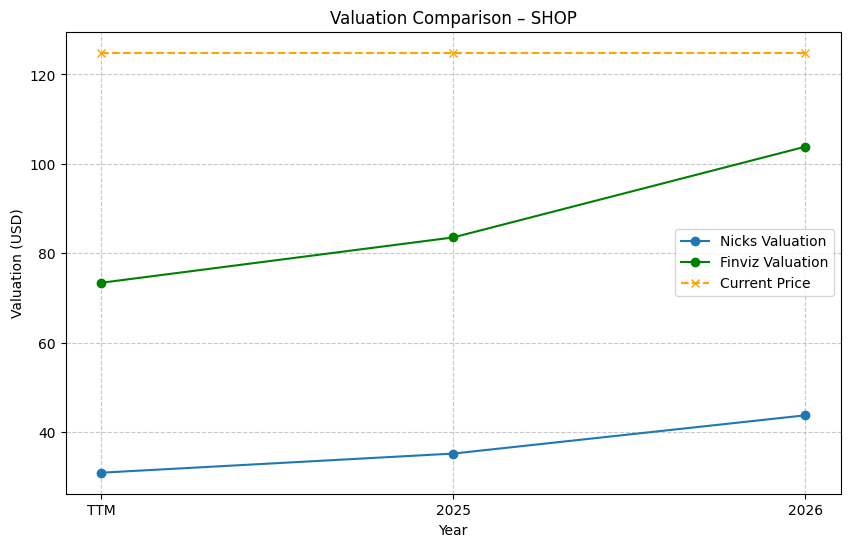 Valuation Comparison – SHOP
Valuation (USD)
120
100
80
60
40
Nicks Valuation
Finviz Valuation
Current Price
TTM 2025 2026
Year